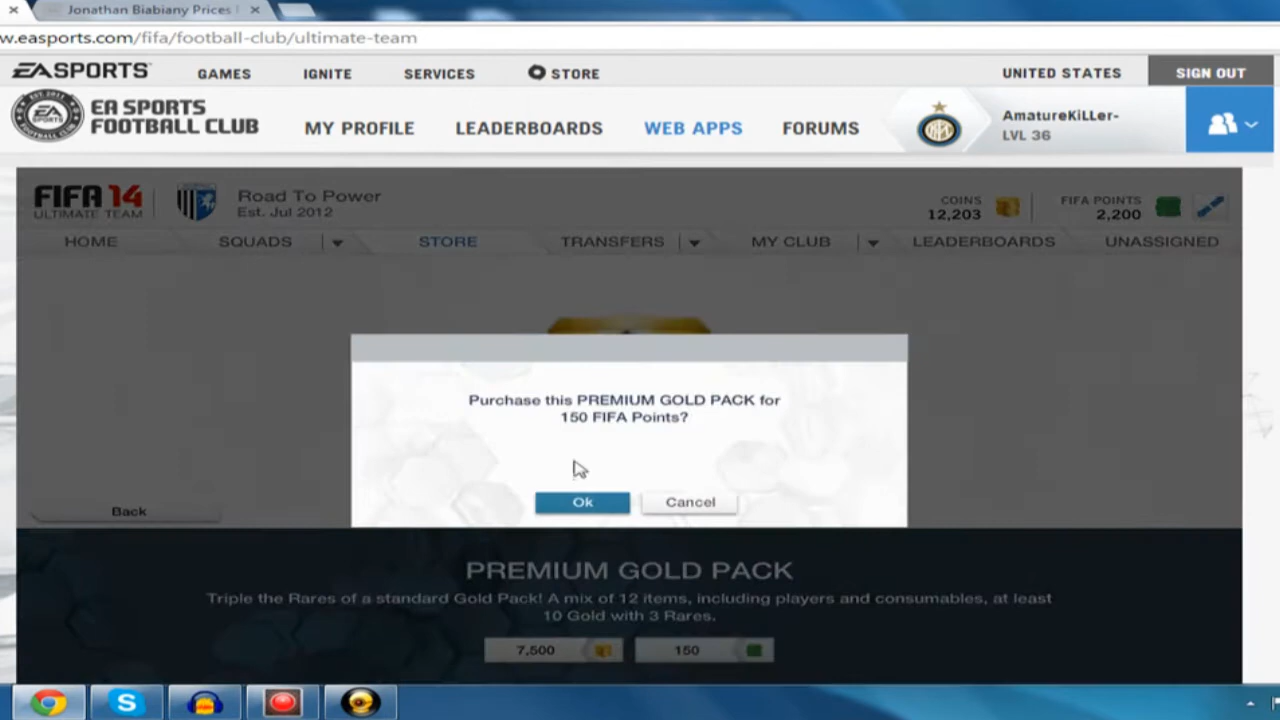 Jonathan Biabiany Prices
w.easports.com/fifa/football-club/ultimate-team
EA SPORTS GAMES IGNITE SERVICES STORE UNITED STATES SIGN OUT
EA SPORTS
FOOTBALL CLUB
MY PROFILE LEADERBOARDS WEB APPS FORUMS
AmatureKiLLer-
LVL 36
FIFA 14
ULTIMATE TEAM
Road To Power
Est. Jul 2012
COINS
12,203
FIFA POINTS
2,200
HOME SQUADS STORE TRANSFERS MY CLUB LEADERBOARDS UNASSIGNED
Purchase this PREMIUM GOLD PACK for
150 FIFA Points?
Ok Cancel
Back
PREMIUM GOLD PACK
Triple the Rares of a standard Gold Pack! A mix of 12 items, including players and consumables, at least
10 Gold with 3 Rares.
7,500 150